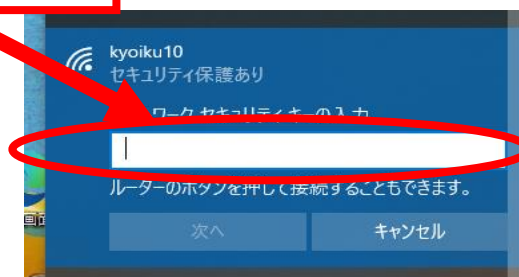 kyoiku10
セキュリティ保護あり
ワーク セキュリティ キーの入力
ルーターのボタンを押して接続することもできます。
次へ
キャンセル